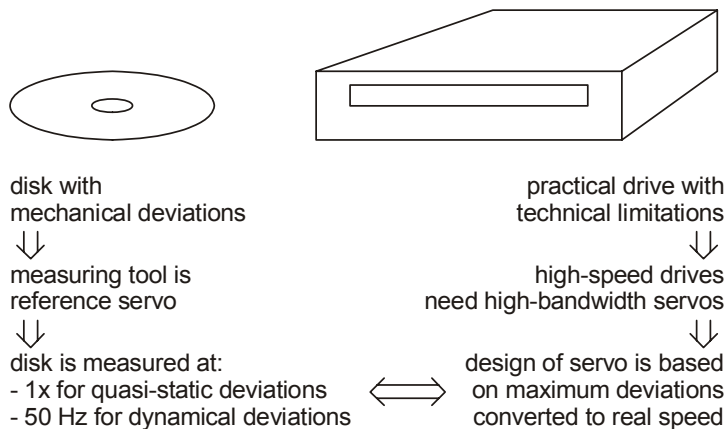 disk with
mechanical deviations
measuring tool is
reference servo
disk is measured at:
- 1x for quasi-static deviations
- 50 Hz for dynamical deviations
practical drive with
technical limitations
high-speed drives
need high-bandwidth servos
design of servo is based
on maximum deviations
converted to real speed